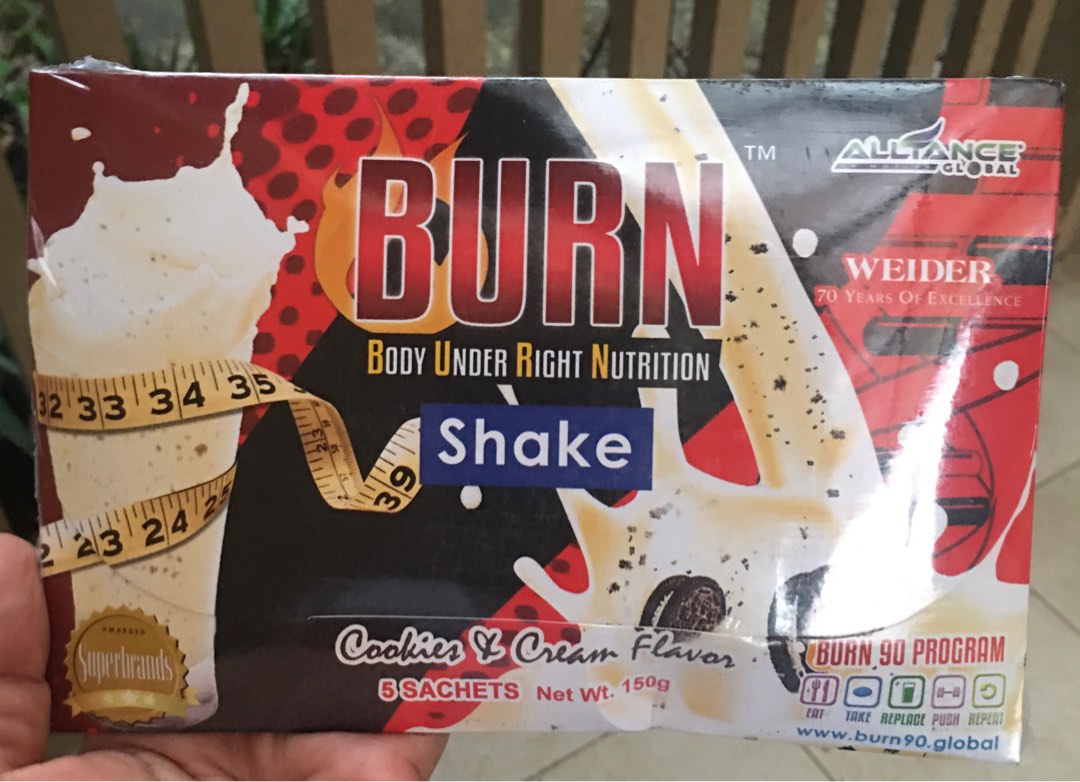 BURN
TM
BODY UNDER RIGHT NUTRITION
Shake
ALLIANCE
GLOBAL
WEIDER
70 YEARS OF EXCELLENCE
32 33 34 35
39
23 24 25
AWARDED
Superbrands
Cookies & Cream Flavor
5 SACHETS Net Wt. 150g
BURN 90 PROGRAM
EAT TAKE REPLACE PUSH REPEAT
www.burn90.global